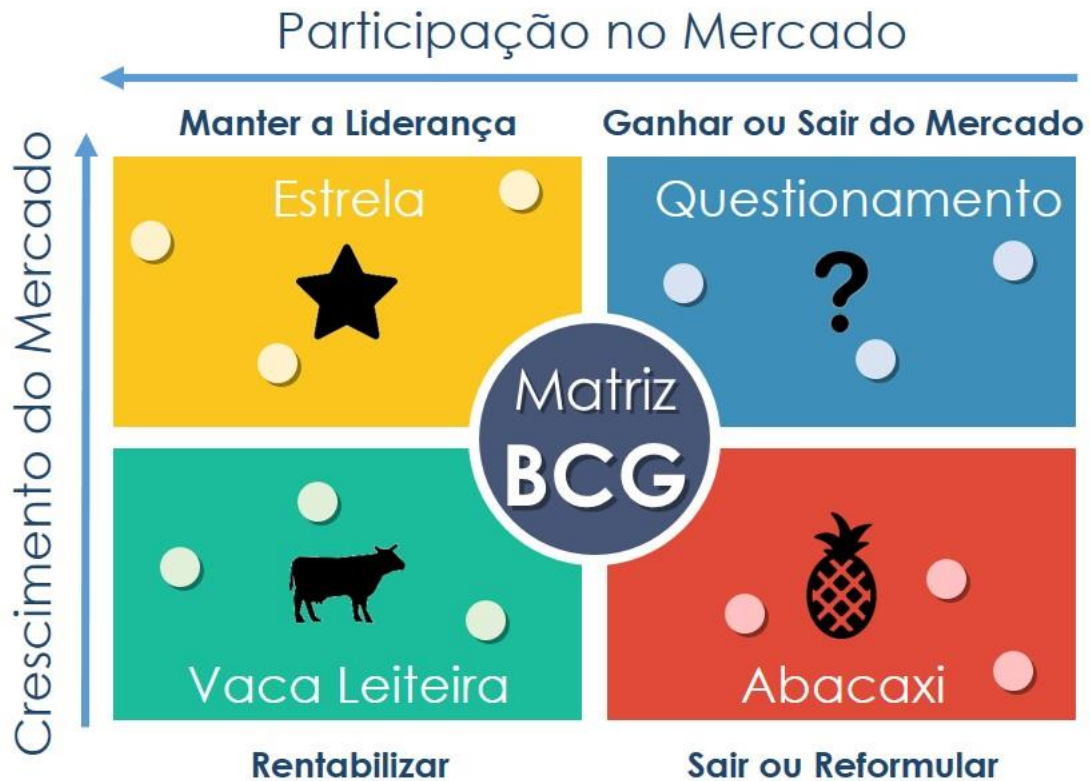 Participação no Mercado
Manter a Liderança
Ganhar ou Sair do Mercado
Crescimento do Mercado
Estrela
Questionamento
?
Matriz
BCG
Vaca Leiteira
Abacaxi
Rentabilizar
Sair ou Reformular